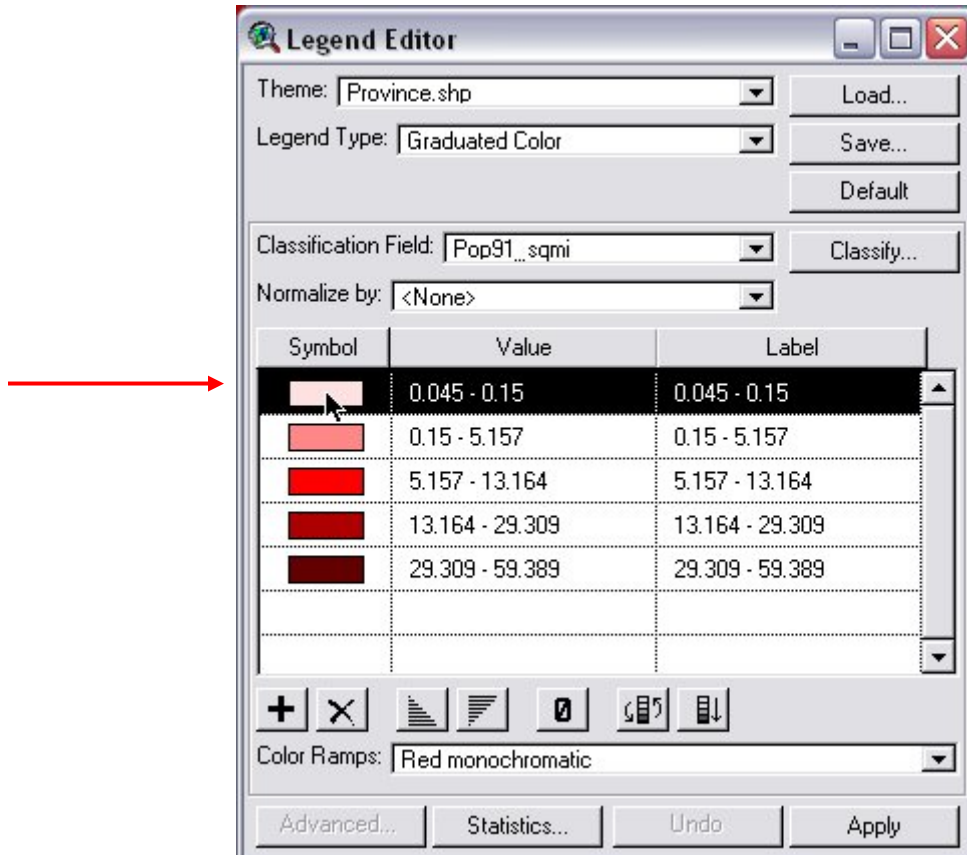 Legend Editor
Theme: Province.shp
Load...
Legend Type: Graduated Color
Save...
Default
Classification Field: Pop91_sqmi
Classify...
Normalize by: <None>
Symbol Value Label
0.045 - 0.15 0.045 - 0.15
0.15 - 5.157 0.15 - 5.157
5.157 - 13.164 5.157 - 13.164
13.164 - 29.309 13.164 - 29.309
29.309 - 59.389 29.309 - 59.389
0
Color Ramps: Red monochromatic
Advanced... Statistics... Undo Apply